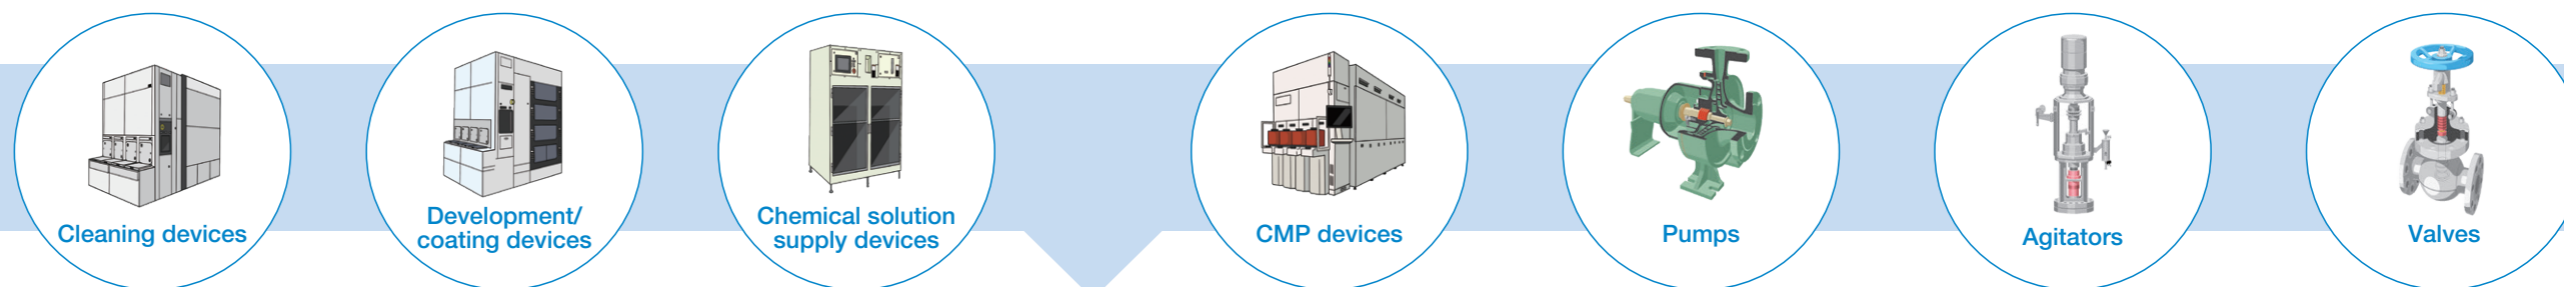 Cleaning devices
Development/
coating devices
Chemical solution
supply devices
CMP devices
Pumps
Agitators
Valves